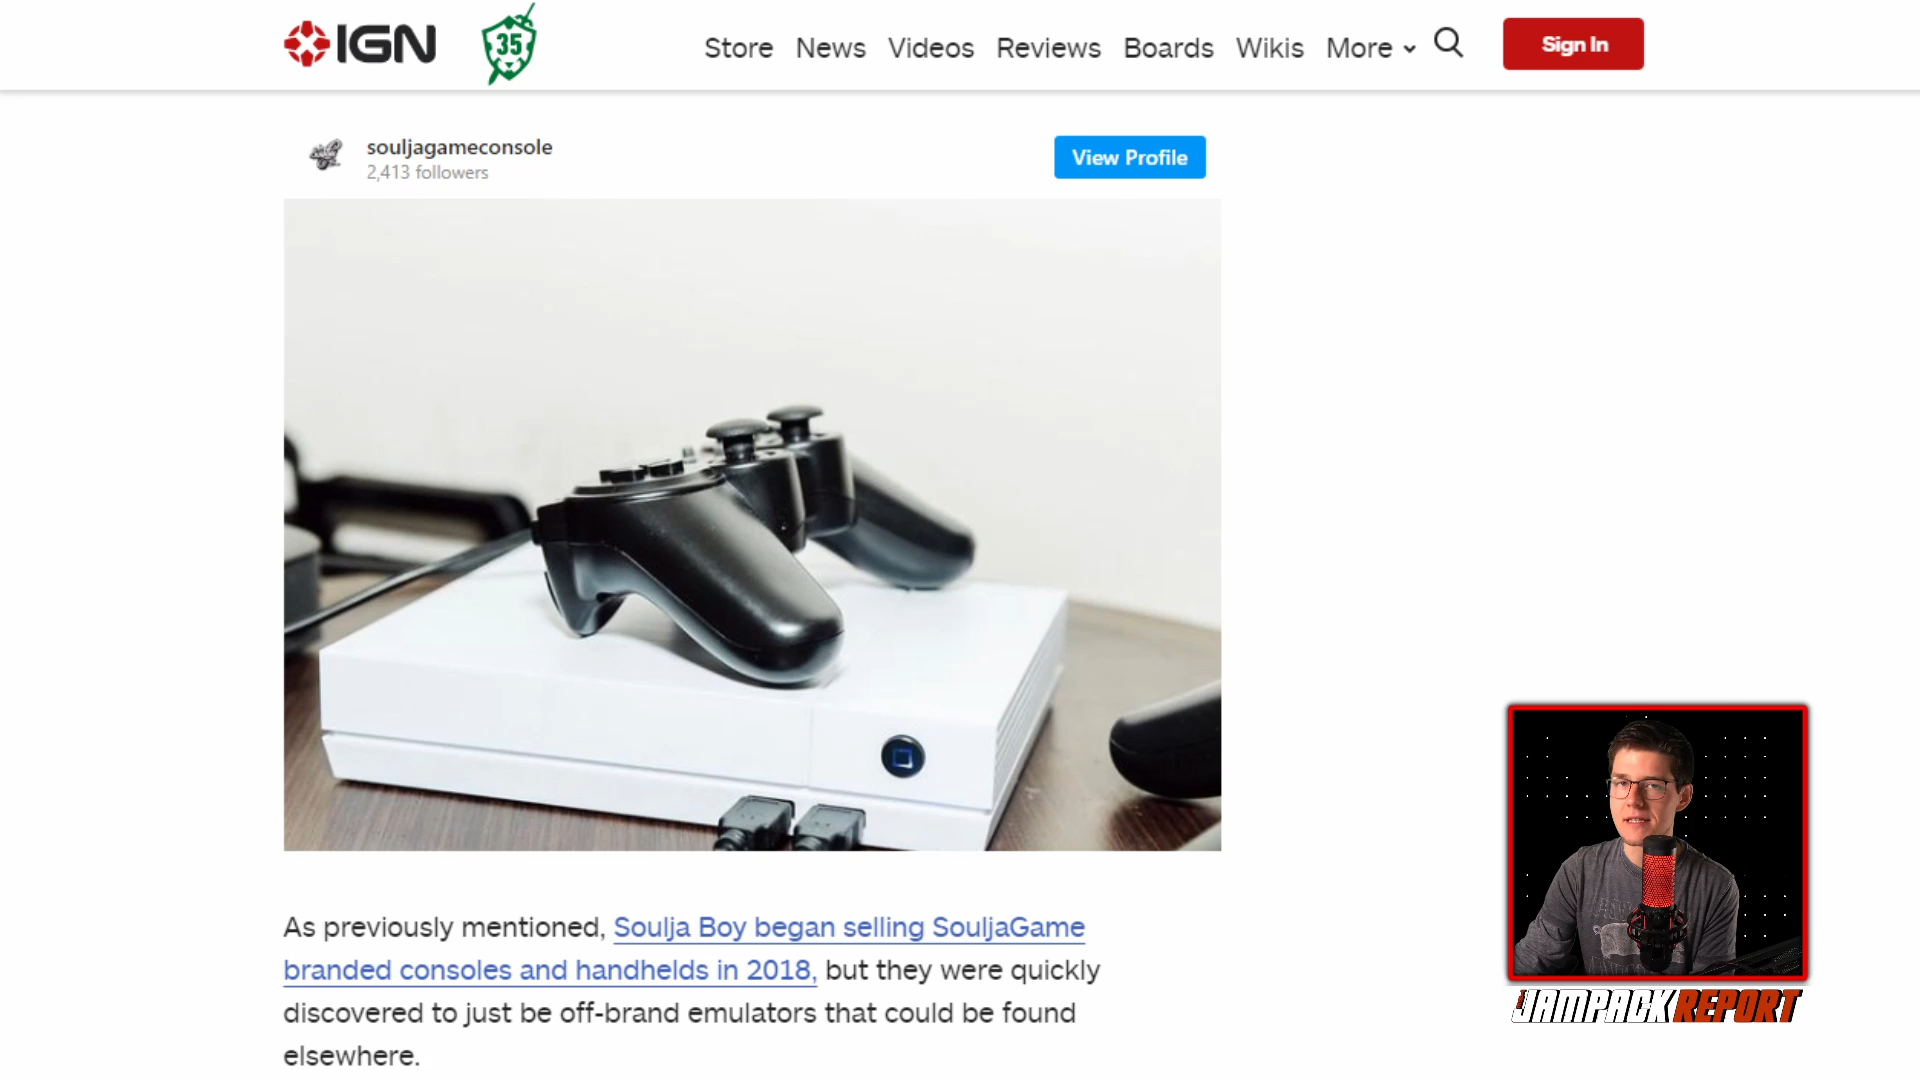 IGN
35
Store News Videos Reviews Boards Wikis More
Sign In
souljagameconsole
2,413 followers
View Profile
As previously mentioned, Soulja Boy began selling SouljaGame
branded consoles and handhelds in 2018, but they were quickly
discovered to just be off-brand emulators that could be found
elsewhere.
JAMPACK REPORT